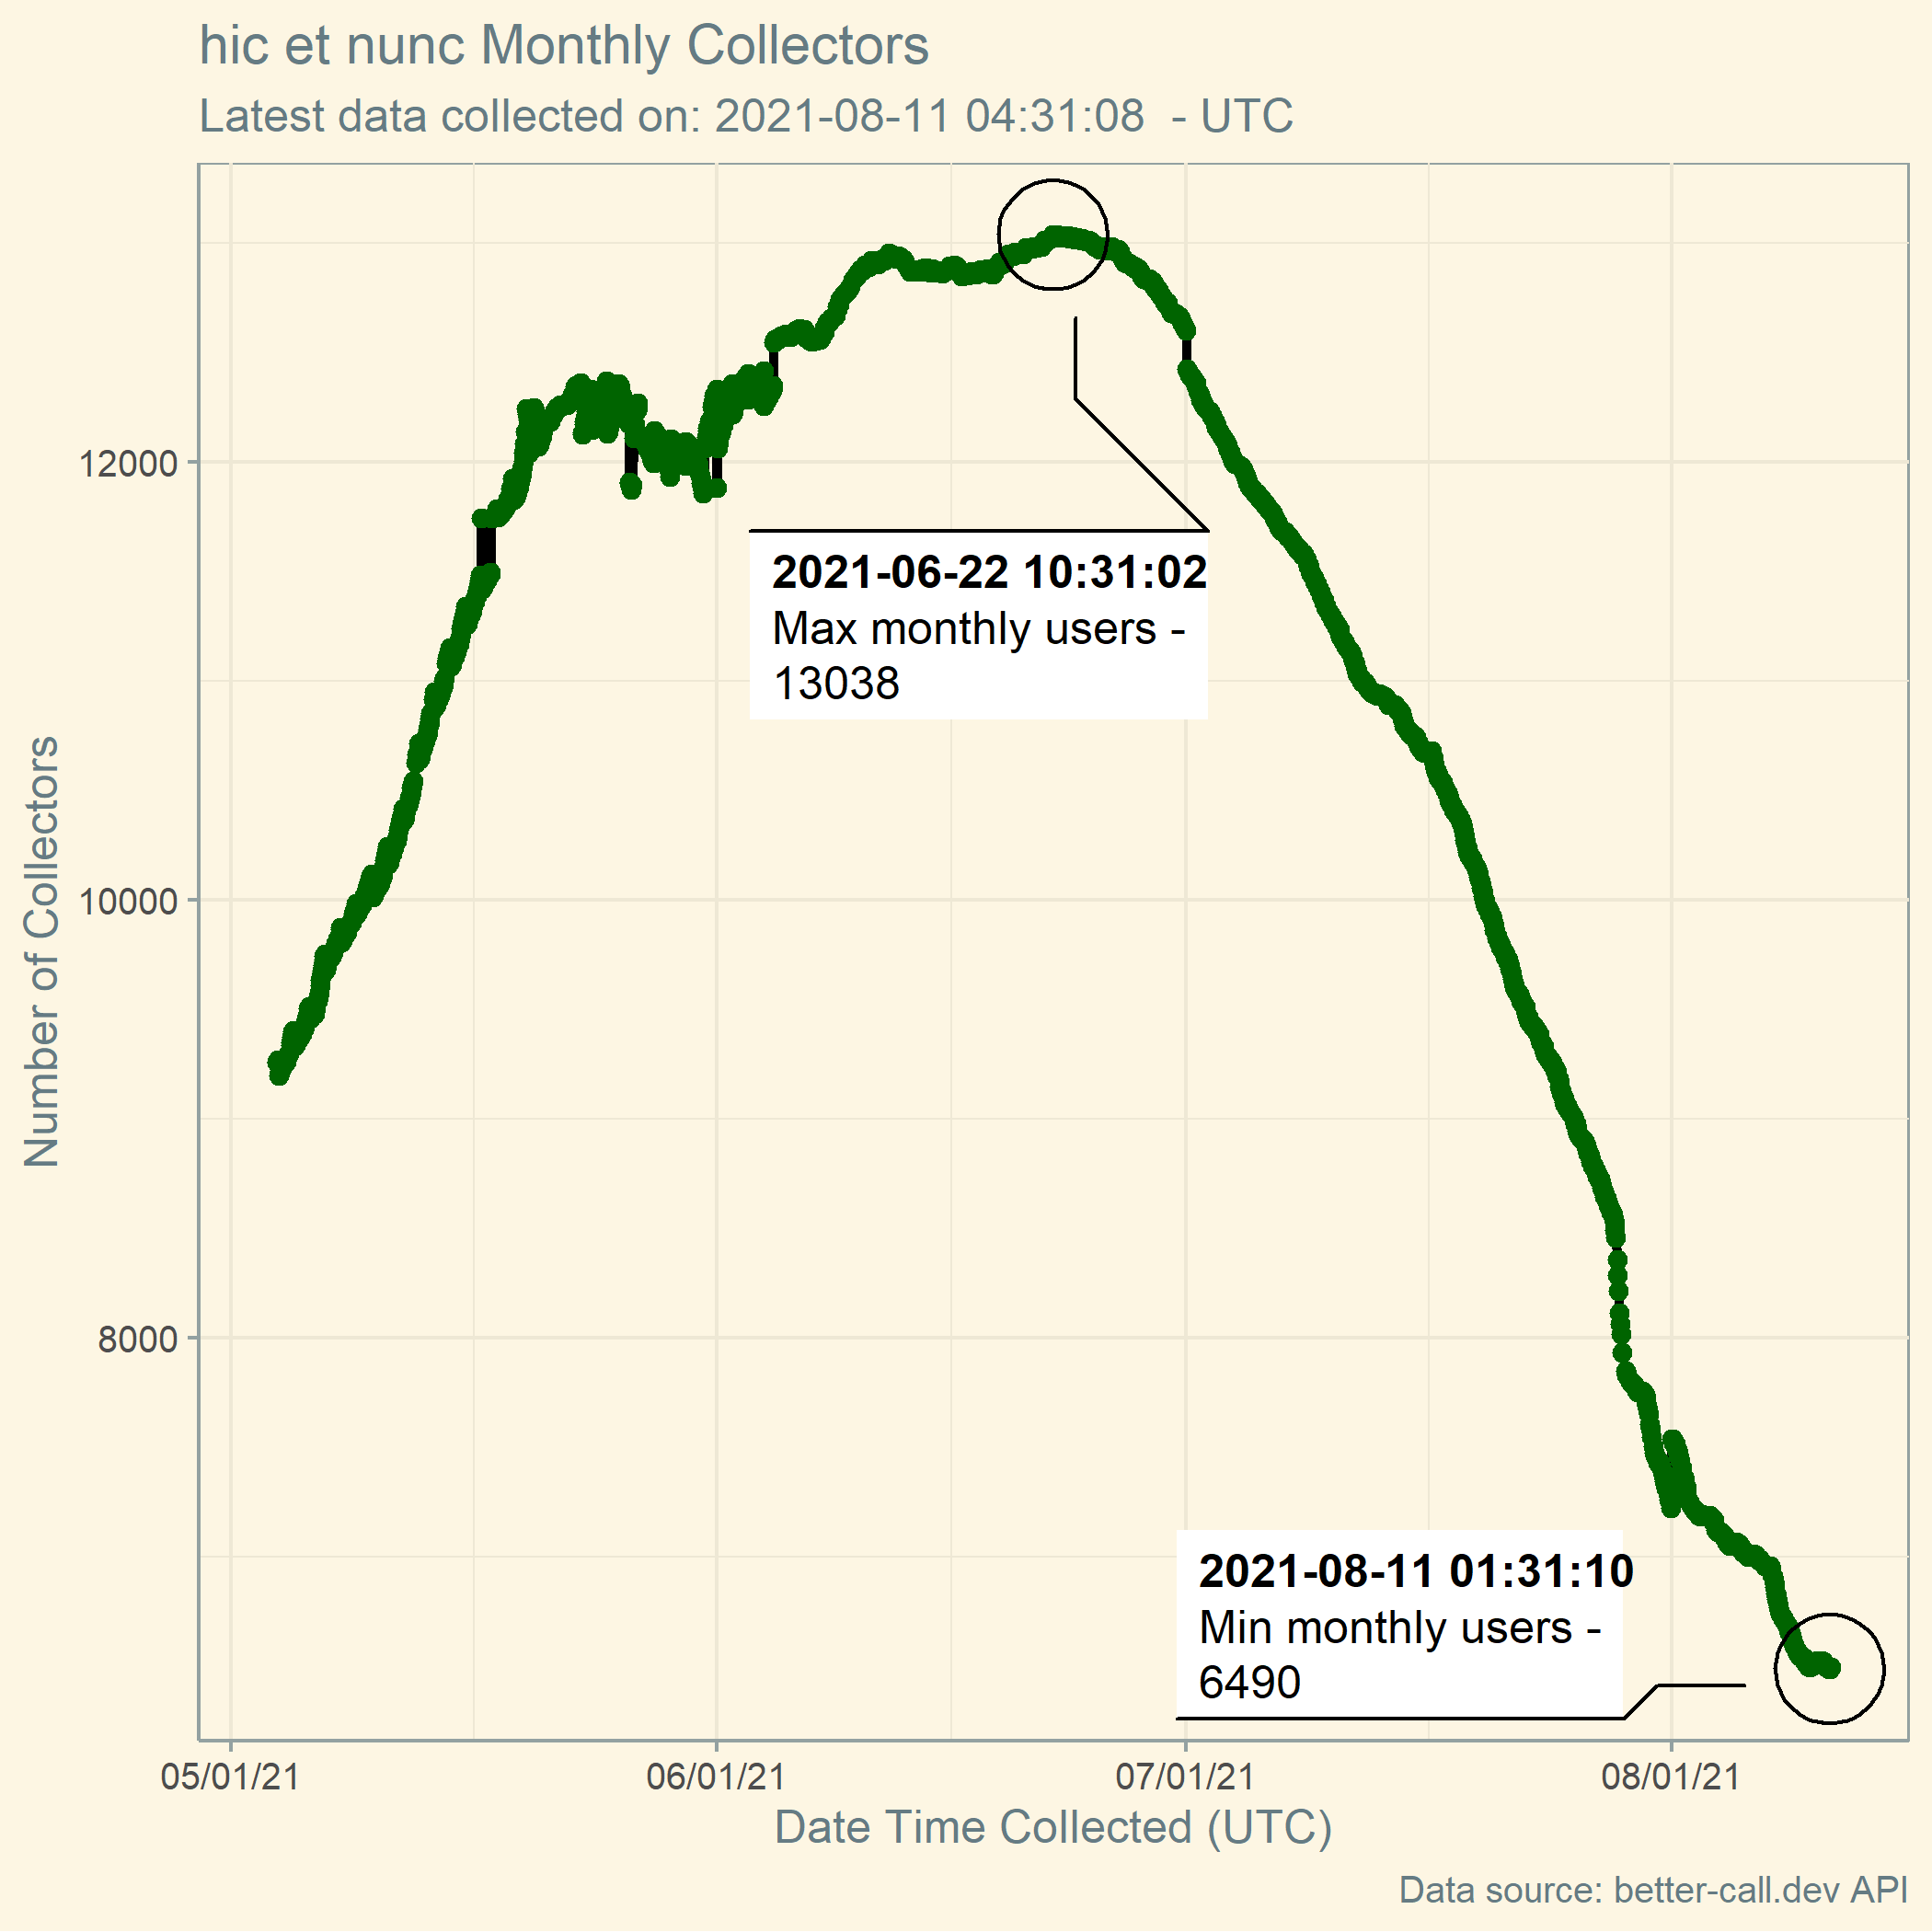 hic et nunc Monthly Collectors
Latest data collected on: 2021-08-11 04:31:08  - UTC
Number of Collectors
12000
10000
8000
2021-06-22 10:31:02
Max monthly users -
13038
2021-08-11 01:31:10
Min monthly users -
6490
05/01/21
06/01/21
07/01/21
08/01/21
Date Time Collected (UTC)
Data source: better-call.dev API